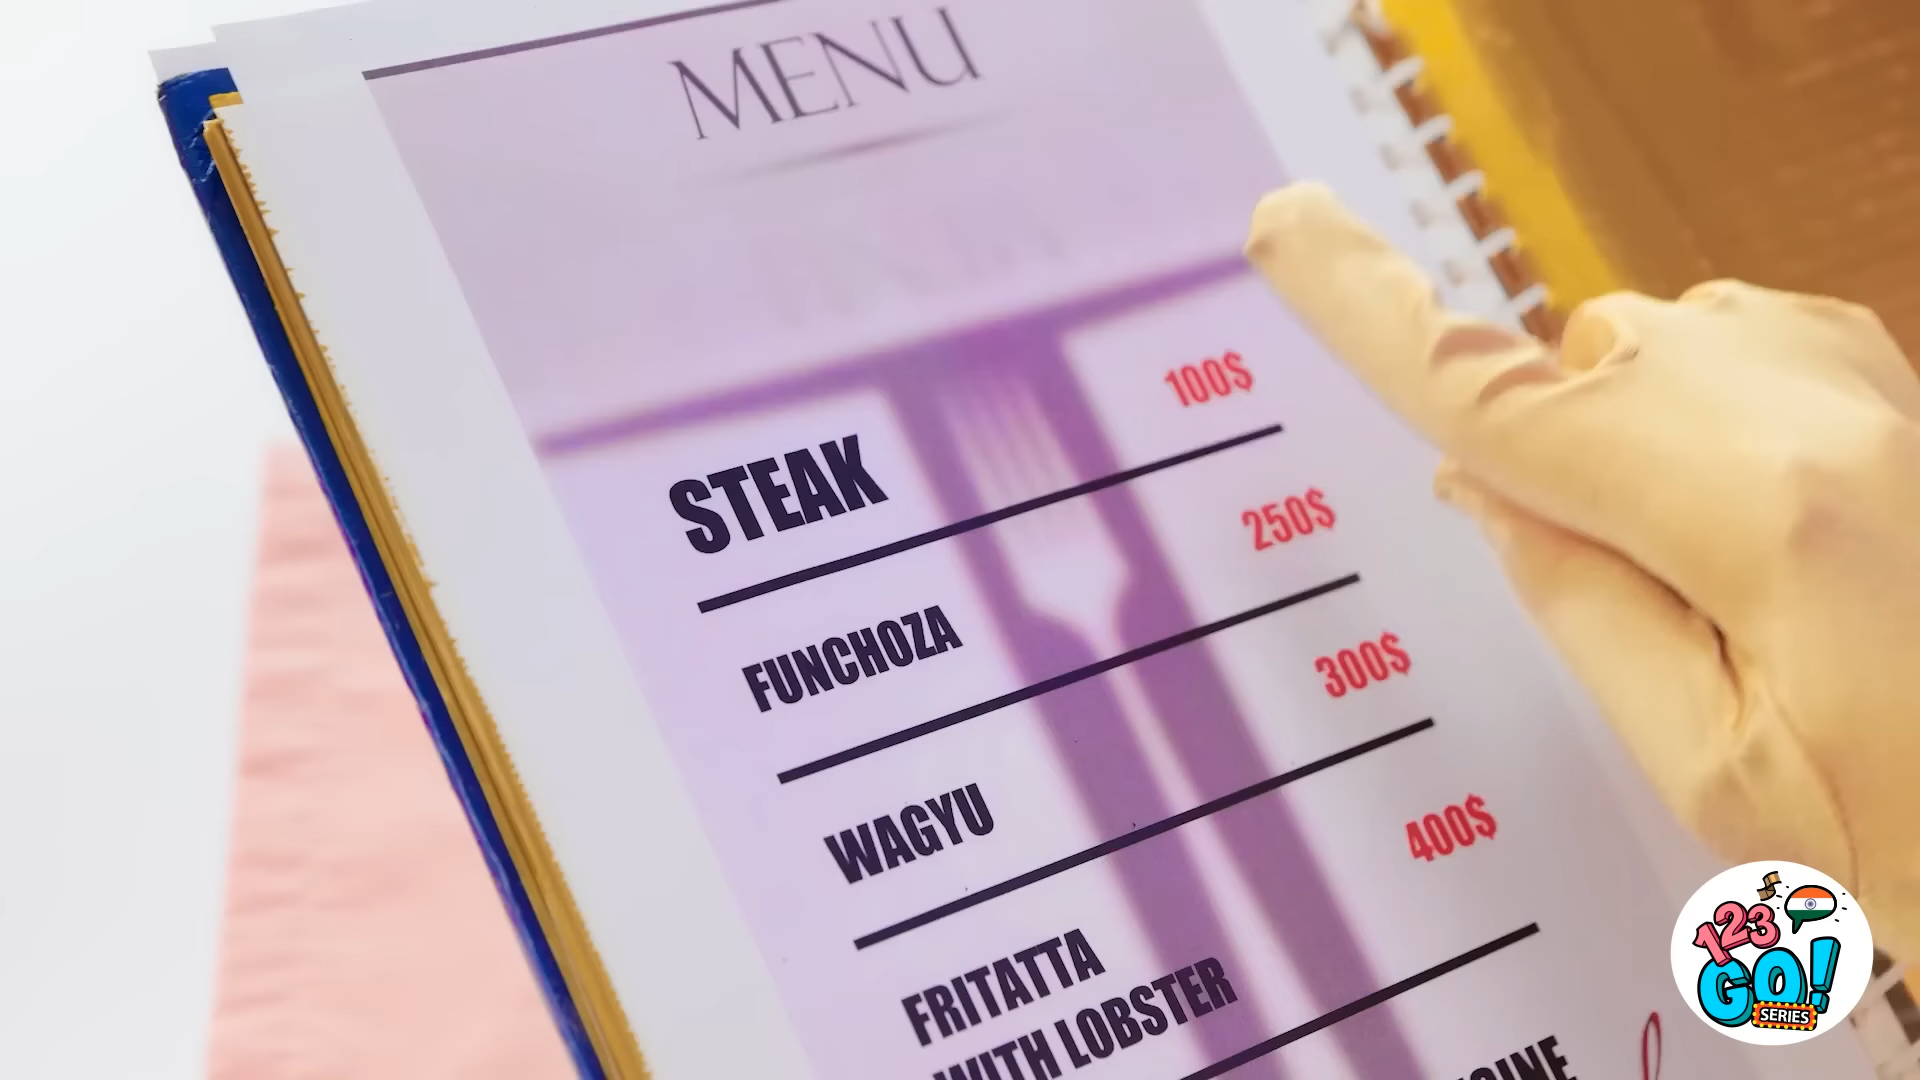 MENU
STEAK 100$
FUNCHOZA 250$
WAGYU 300$
FRITATTA 400$
WITH LOBSTER
123
GO!
SERIES